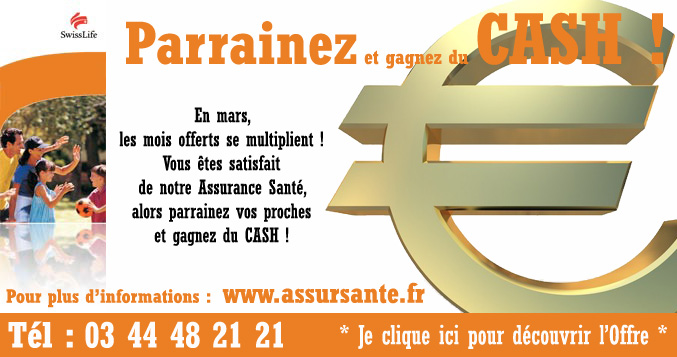 SwissLife
Parrainez et gagnez du CASH !
En mars,
les mois offerts se multiplient !
Vous êtes satisfait
de notre Assurance Santé,
alors parrainez vos proches
et gagnez du CASH !
Pour plus d'informations : www.assursante.fr
Tél : 03 44 48 21 21 * Je clique ici pour découvrir l'Offre *